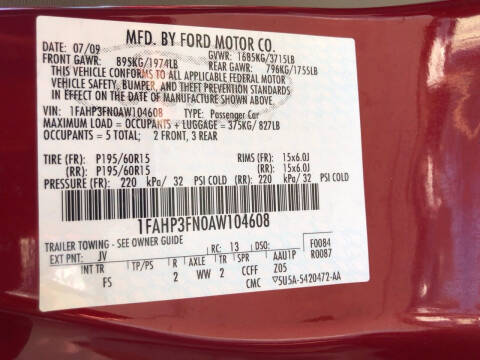 MFD. BY FORD MOTOR CO.
DATE: 07/09 GVWR: 1685KG/3715LB
FRONT GAWR: 895KG/1974LB REAR GAWR: 796KG/1755LB
THIS VEHICLE CONFORMS TO ALL APPLICABLE FEDERAL MOTOR
VEHICLE SAFETY, BUMPER, AND THEFT PREVENTION STANDARDS
IN EFFECT ON THE DATE OF MANUFACTURE SHOWN ABOVE.
VIN: 1FAHP3FN0AW104608 TYPE: Passenger Car
MAXIMUM LOAD = OCCUPANTS + LUGGAGE = 375KG/ 827LB
OCCUPANTS = 5 TOTAL; 2 FRONT, 3 REAR
TIRE (FR): P195/60R15 RIMS (FR): 15x6.0J
(RR): P195/60R15 (RR): 15x6.0J
PRESSURE (FR): 220 kPa/ 32 PSI COLD (RR): 220 kPa/ 32 PSI COLD
1FAHP3FN0AW104608
TRAILER TOWING - SEE OWNER GUIDE
F0084
R0087
EXT PNT: JV RC: 13 DSO:
INT TR TP/PS R AXLE TR SPR AAU1P
FS 2 WW 2 CCFF Z05
CMC ▽5U5A-5420472-AA